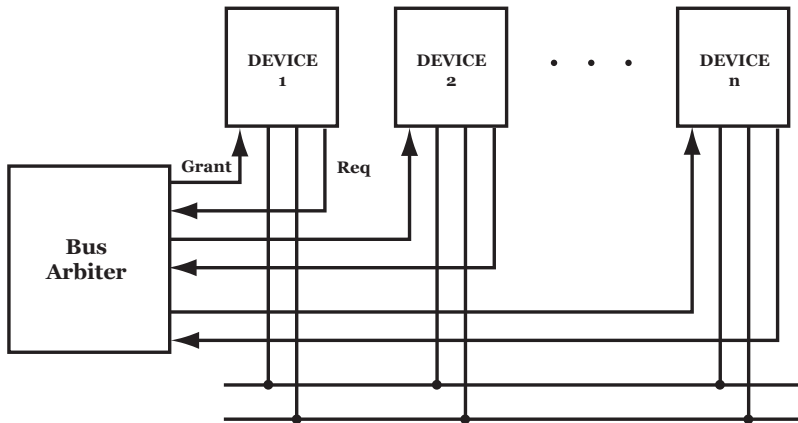 DEVICE
1
DEVICE
2
. . .
DEVICE
n
Grant
Req
Bus
Arbiter